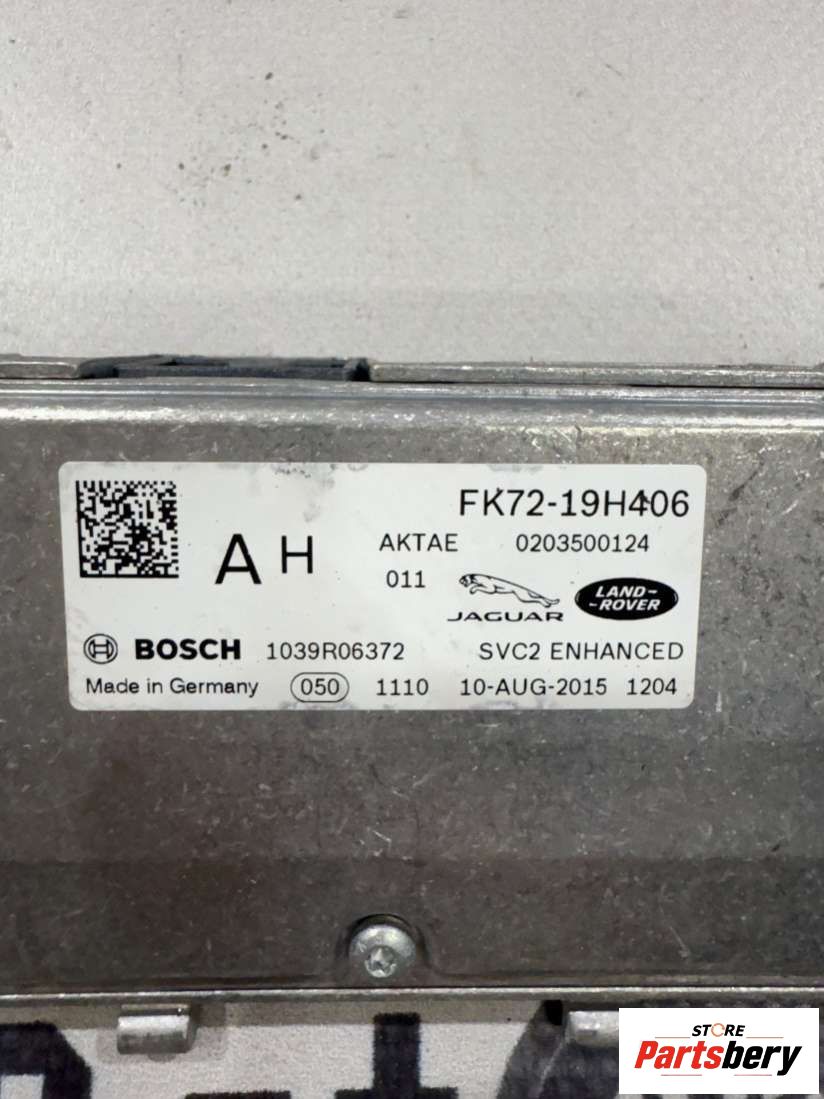 FK72-19H406
A H
AKTAE 0203500124
011
JAGUAR
LAND-
-ROVER
BOSCH 1039R06372 SVC2 ENHANCED
Made in Germany 050 1110 10-AUG-2015 1204
STORE
Partsbery